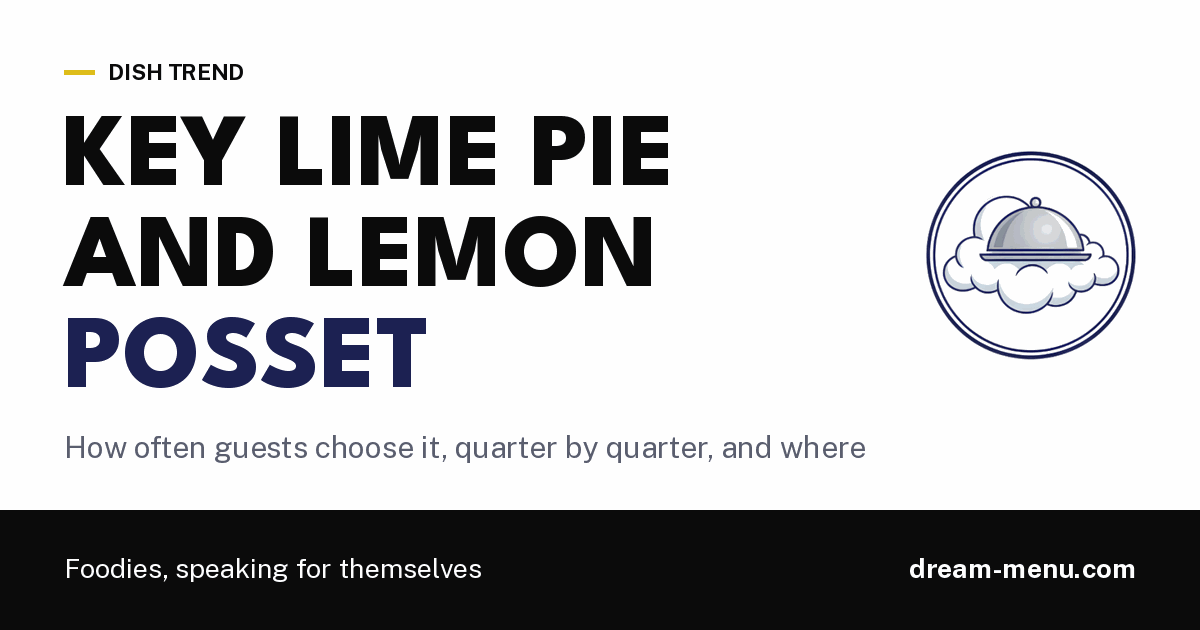 DISH TREND
KEY LIME PIE
AND LEMON
POSSET
How often guests choose it, quarter by quarter, and where
Foodies, speaking for themselves
dream-menu.com